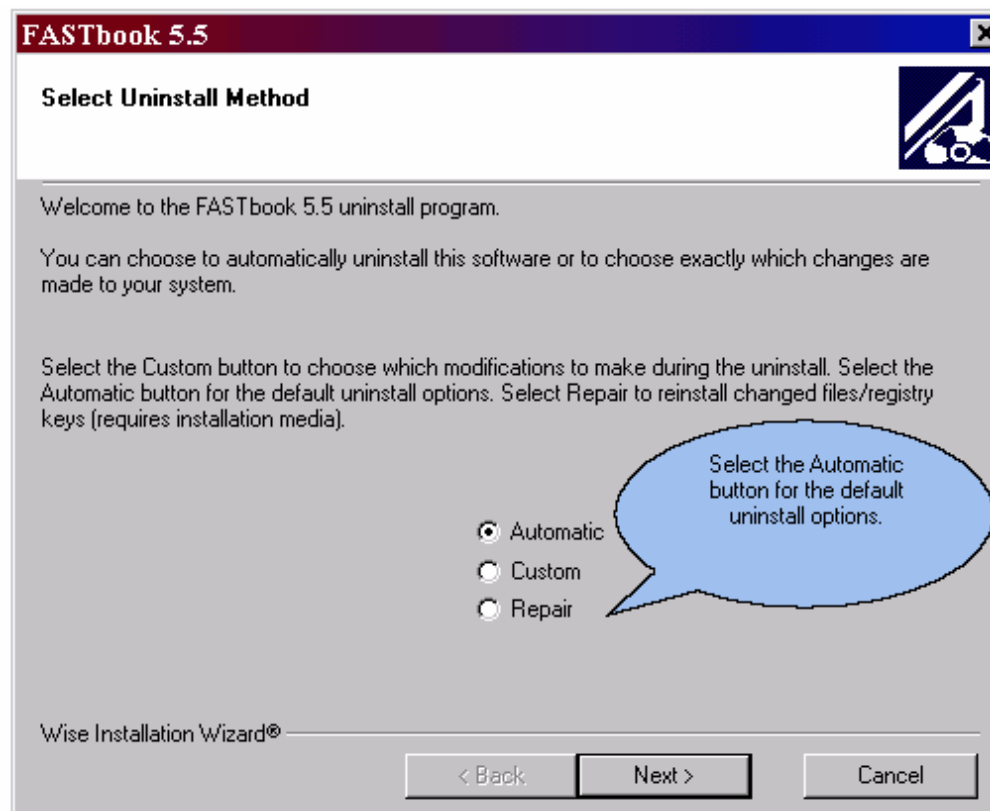 FASTbook 5.5
Select Uninstall Method
Welcome to the FASTbook 5.5 uninstall program.
You can choose to automatically uninstall this software or to choose exactly which changes are
made to your system.
Select the Custom button to choose which modifications to make during the uninstall. Select the
Automatic button for the default uninstall options. Select Repair to reinstall changed files/registry
keys (requires installation media).
Select the Automatic
button for the default
uninstall options.
Automatic
Custom
Repair
Wise Installation Wizard®
< Back
Next >
Cancel